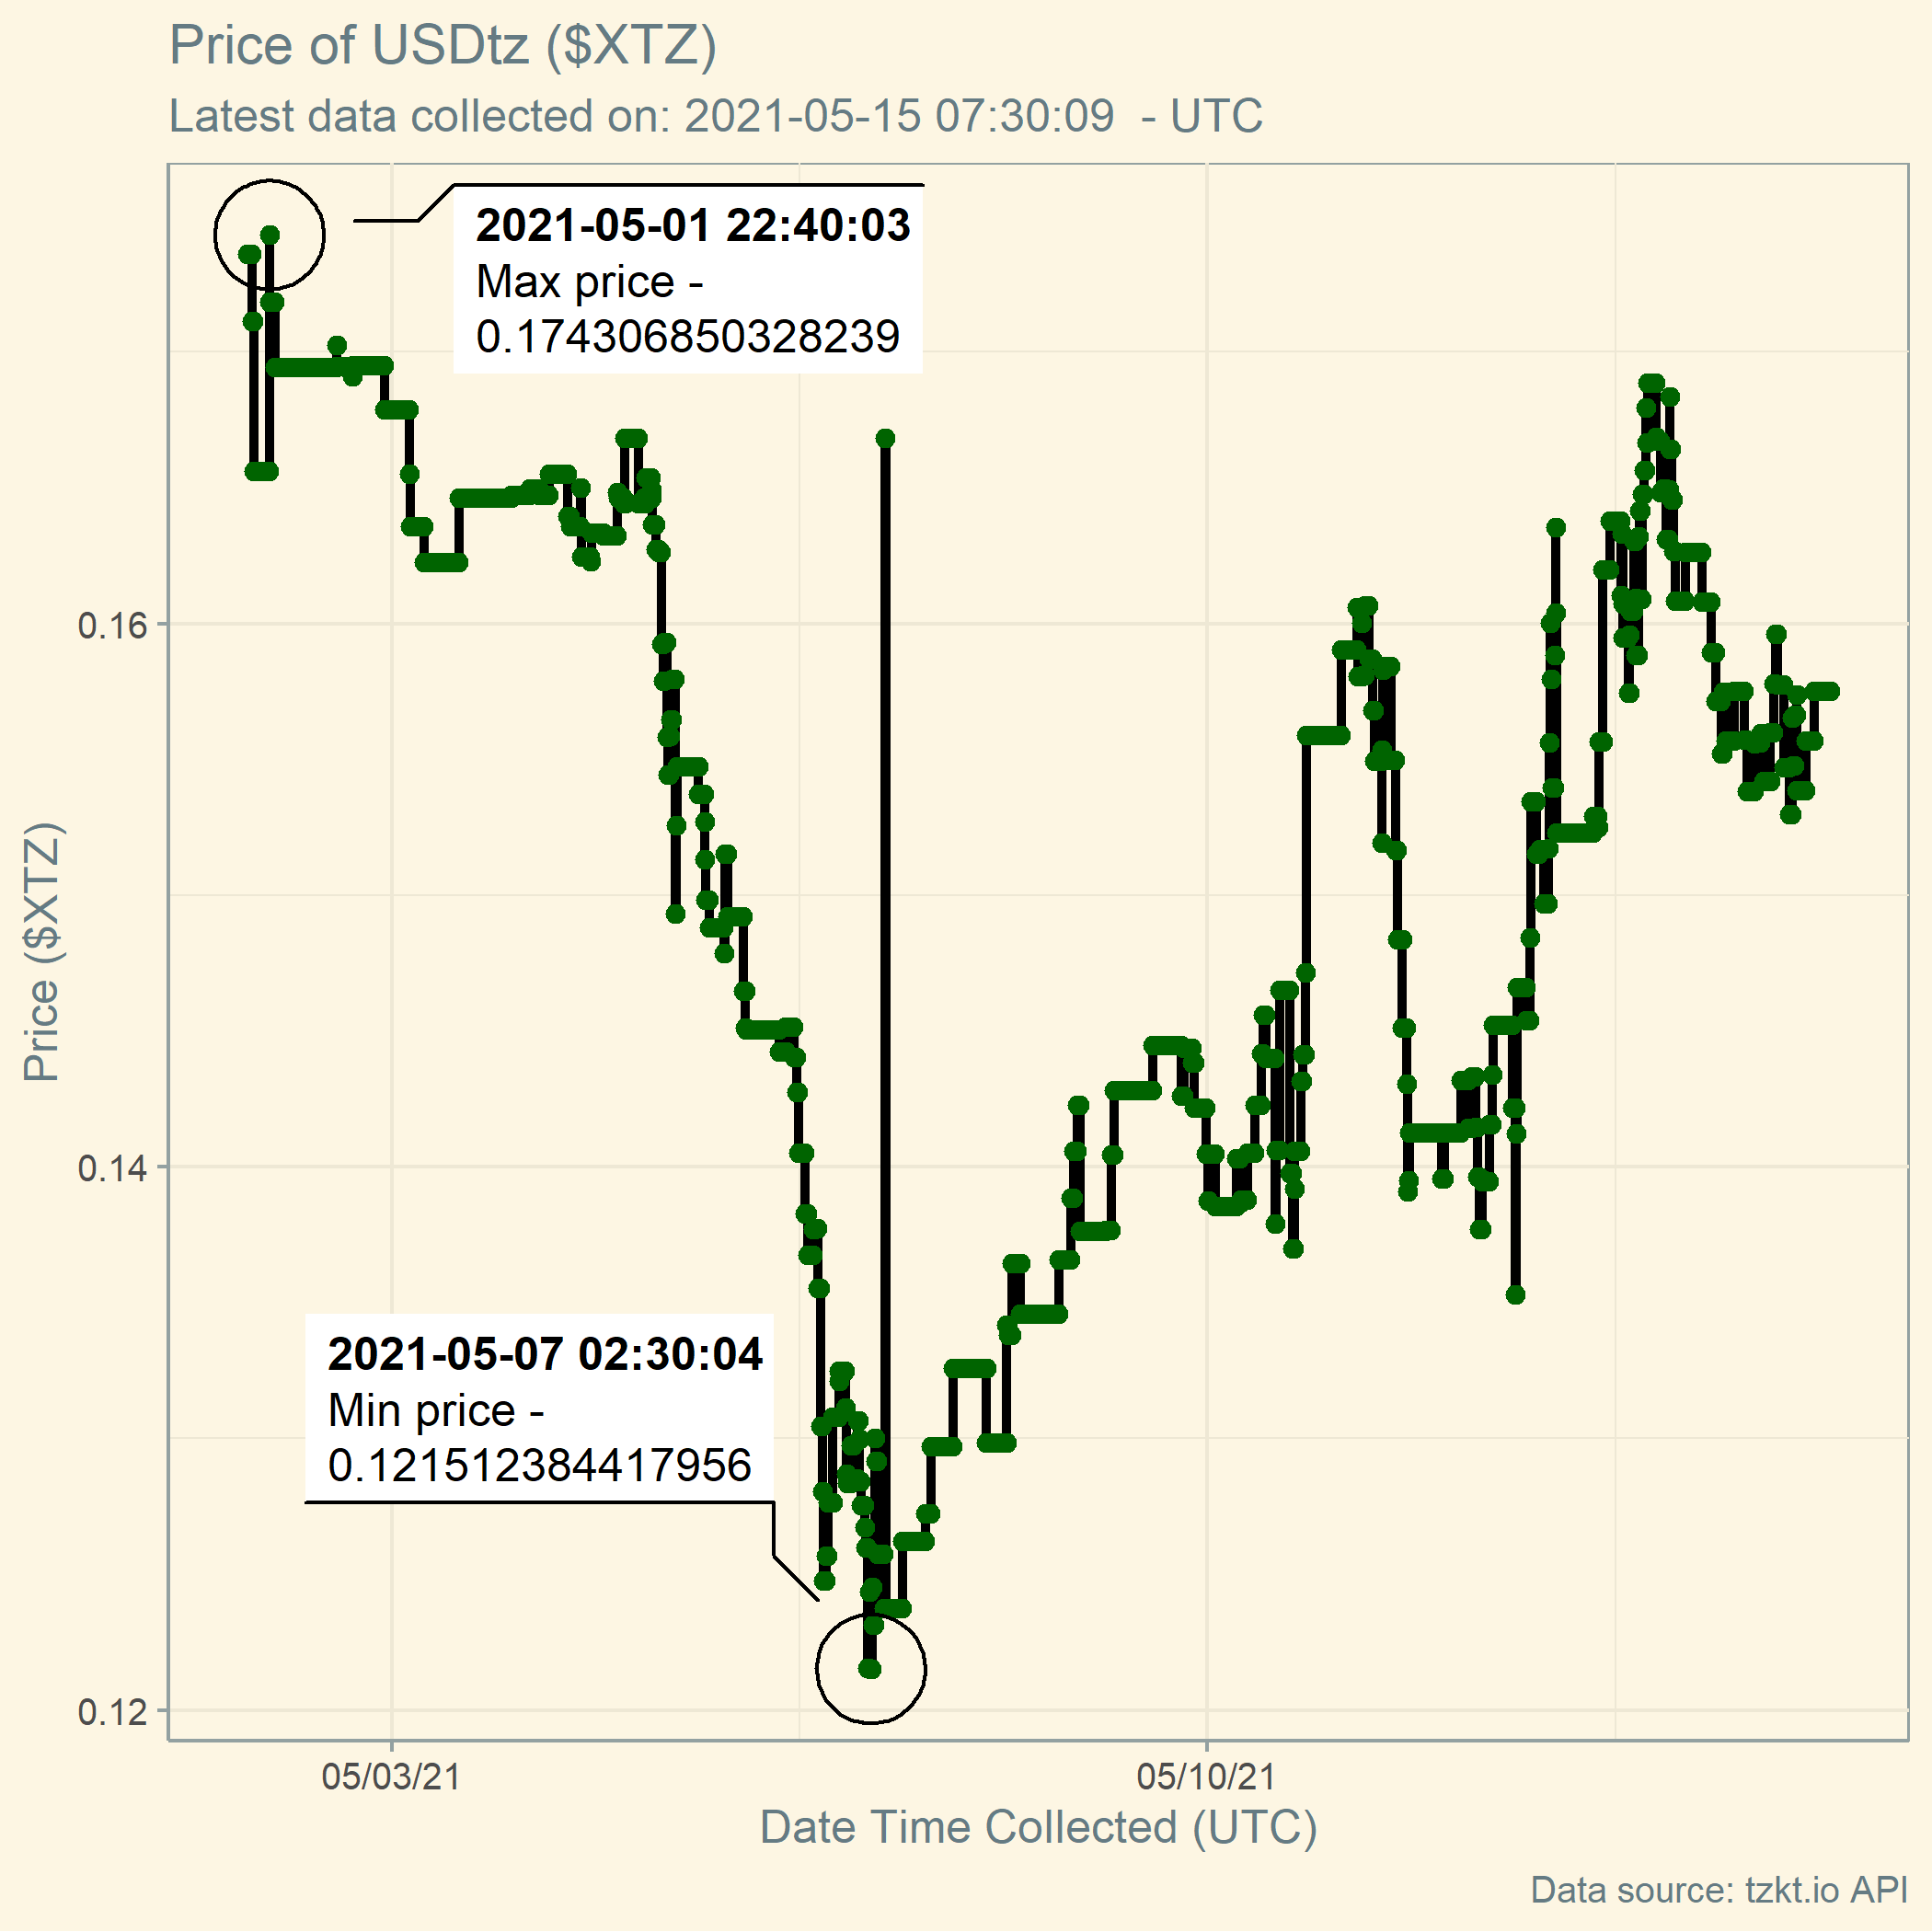 Price of USDtz ($XTZ)
Latest data collected on: 2021-05-15 07:30:09  - UTC
2021-05-01 22:40:03
Max price -
0.174306850328239
0.16
Price ($XTZ)
0.14
2021-05-07 02:30:04
Min price -
0.121512384417956
0.12
05/03/21
05/10/21
Date Time Collected (UTC)
Data source: tzkt.io API